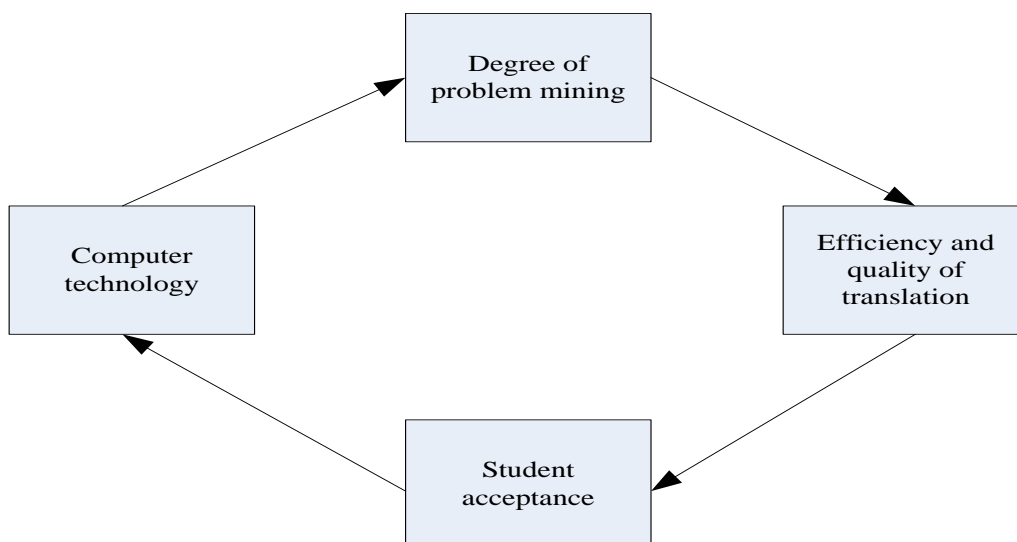 Degree of
problem mining
Computer
technology
Efficiency and
quality of
translation
Student
acceptance